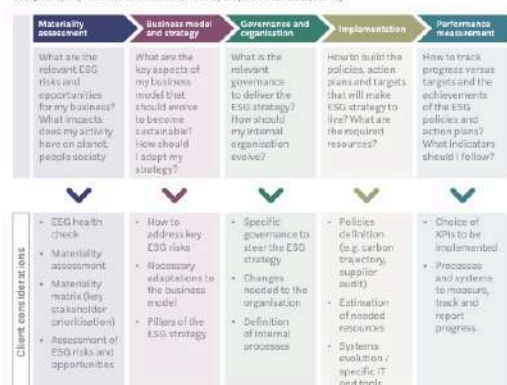 Materiality
assessment
Business model
and strategy
Governance and
organisation
Implementation
Performance
measurement
What are the
relevant ESG
risks and
opportunities
for my business?
What impacts
does my activity
have on planet,
people society
What are the
key aspects of
my business
model that
should evolve
to become
sustainable?
How should
I adapt my
strategy?
What is the
relevant
governance
to deliver the
ESG strategy?
How should
my internal
organisation
evolve?
How to build the
policies, action
plans and targets
that will make
ESG strategy to
live? What are
the required
resources?
How to track
progress versus
targets and the
achievements
of the ESG
policies and
action plans?
What indicators
should I follow?
Client considerations
• ESG health
check
• Materiality
assessment
• Materiality
matrix (key
stakeholder
prioritisation)
• Assessment of
ESG risks and
opportunities
• How to
address key
ESG risks
• Necessary
adaptations to
the business
model
• Pillars of the
ESG strategy
• Specific
governance to
steer the ESG
strategy
• Changes
needed to the
organisation
• Definition
of internal
processes
• Policies
definition
(e.g. carbon
trajectory,
supplier
audit)
• Estimation
of needed
resources
• Systems
evolution /
specific IT
and tools
• Choice of
KPIs to be
implemented
• Processes
and systems
to measure,
track and
report
progress